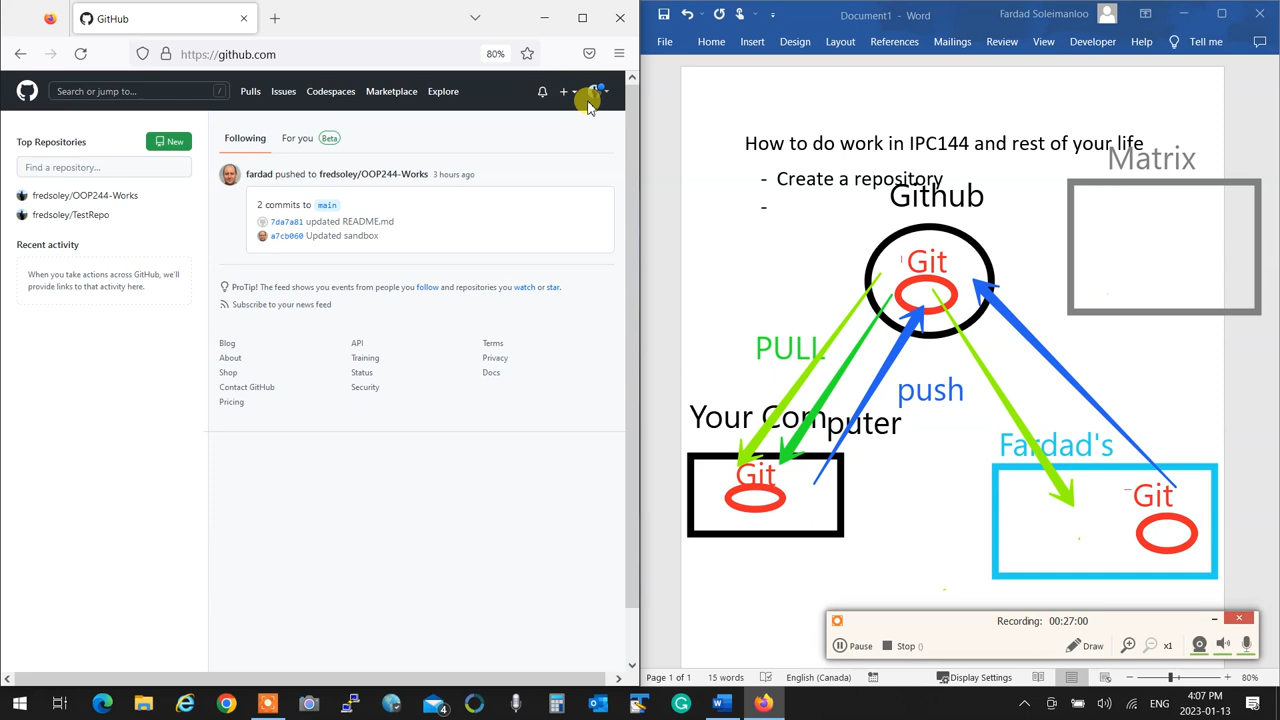 GitHub
https://github.com
80%
Search or jump to...
/
Pulls
Issues
Codespaces
Marketplace
Explore
Top Repositories
New
Find a repository...
fredsoley/OOP244-Works
fredsoley/TestRepo
Recent activity
When you take actions across GitHub, we'll
provide links to that activity here.
Following
For you
Beta
fardad pushed to fredsoley/OOP244-Works 3 hours ago
2 commits to main
7da7a81 updated README.md
a7cb060 Updated sandbox
ProTip! The feed shows you events from people you follow and repositories you watch or star.
Subscribe to your news feed
Blog
API
Terms
About
Training
Privacy
Shop
Status
Docs
Contact GitHub
Security
Pricing
Document1 - Word
Fardad Soleimanloo
File
Home
Insert
Design
Layout
References
Mailings
Review
View
Developer
Help
Tell me
How to do work in IPC144 and rest of your life
Matrix
- Create a repository
-
Github
Git
PULL
push
Your Computer
Git
Fardad's
Git
Recording: 00:27:00
Pause
Stop ()
Draw
x1
Page 1 of 1
15 words
English (Canada)
Display Settings
80%
4
ENG
4:07 PM
2023-01-13